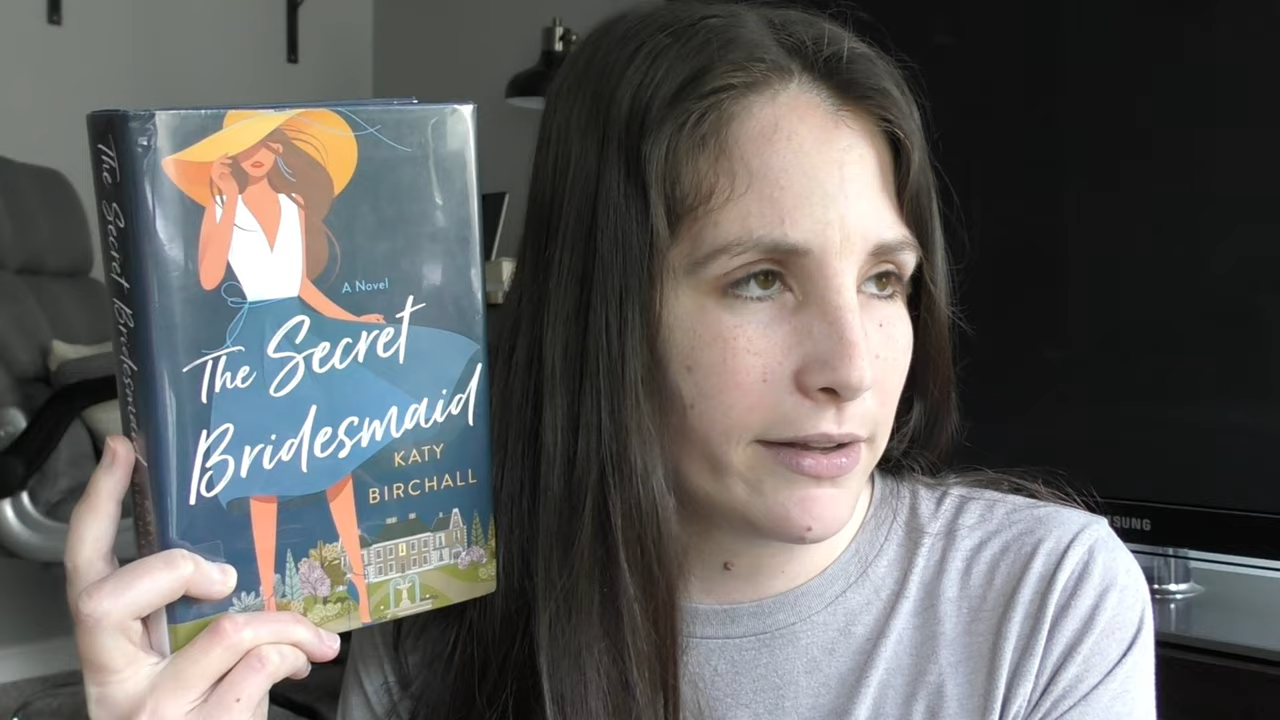 The Secret Bridesmaid
A Novel
The Secret
Bridesmaid
KATY
BIRCHALL
SUNG